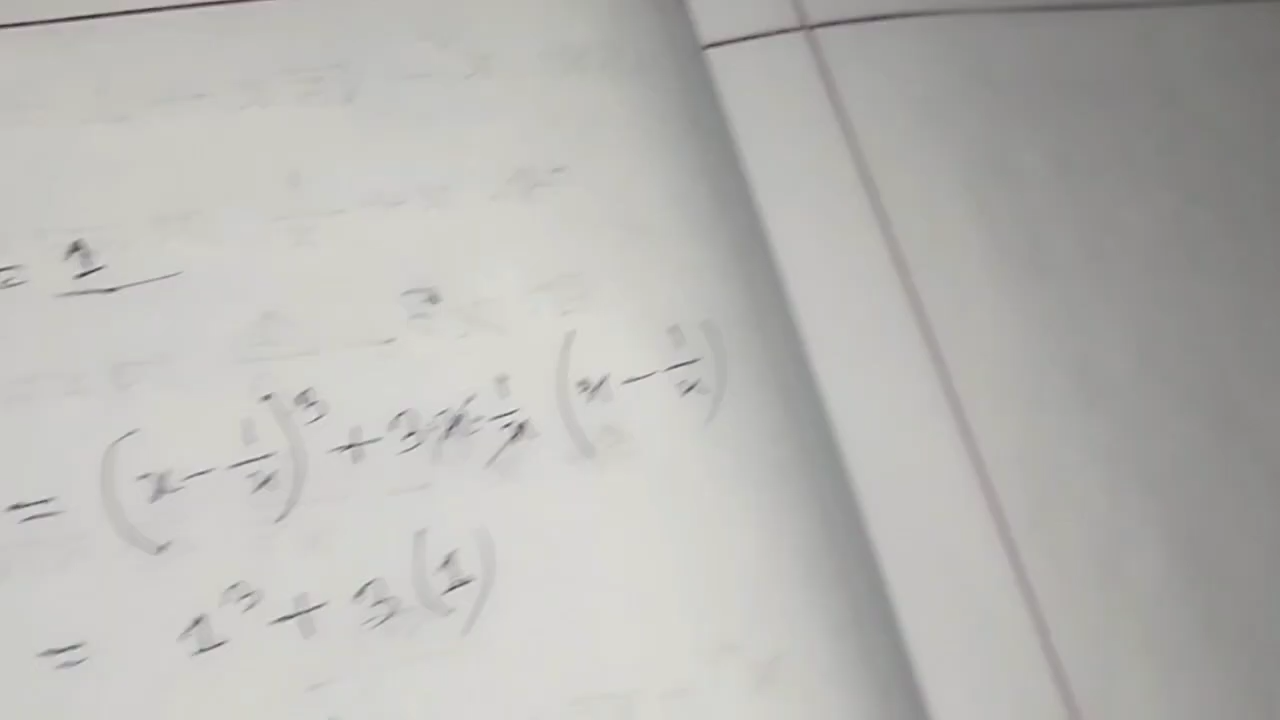 = 1
= (x - 1/x)³ + 3·x·1/x (x - 1/x)
= 1³ + 3(1)